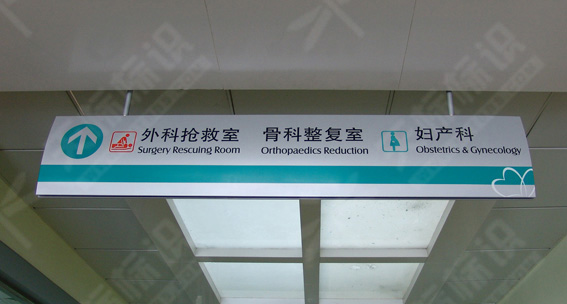 外科抢救室 骨科整复室 妇产科
Surgery Rescuing Room Orthopaedics Reduction Obstetrics & Gynecology